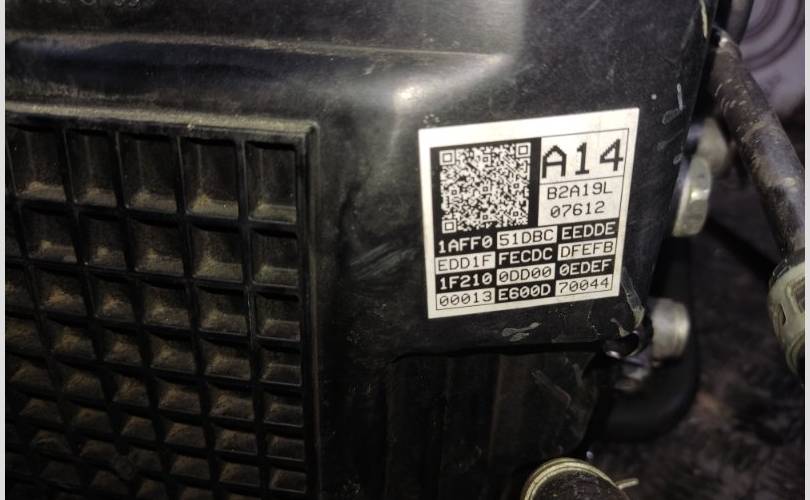 A14
B2A19L
07612
1AFF0 51DBC EEDDE
EDD1F FECDC DFEFB
1F210 0DD00 0EDEF
00013 E600D 70044